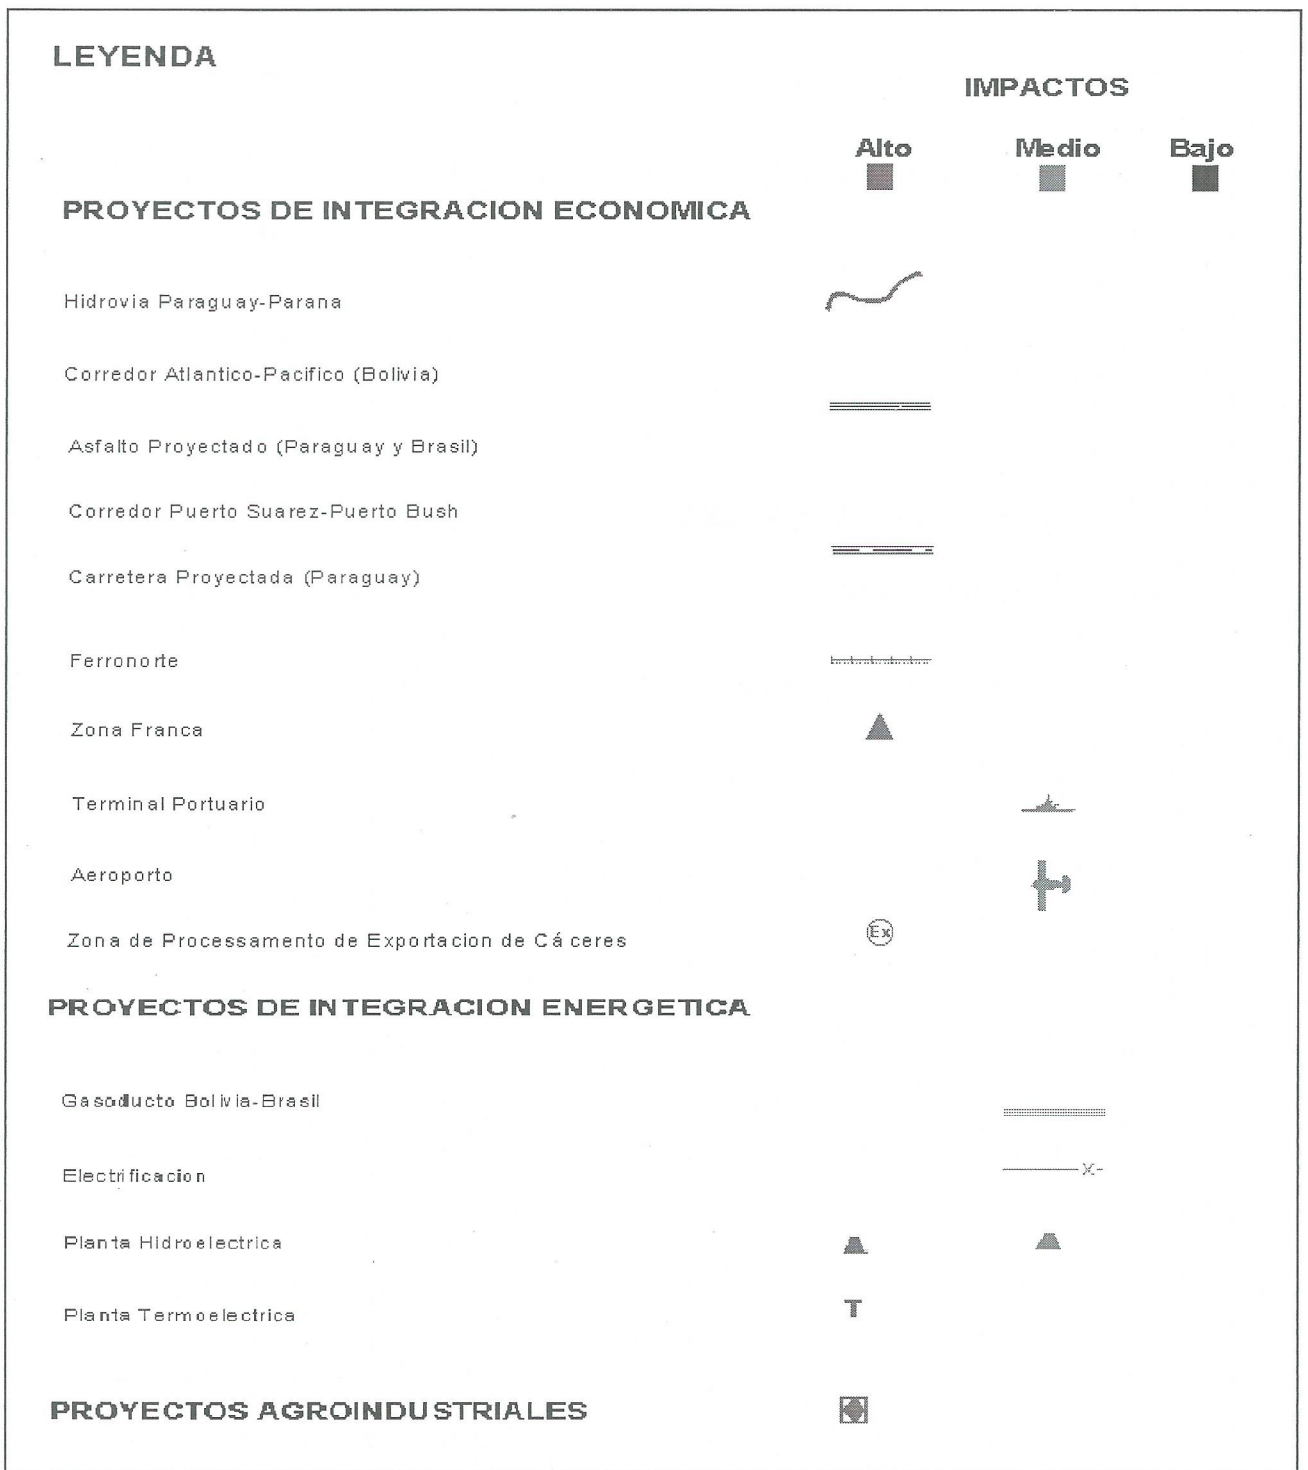 LEYENDA
IMPACTOS
Alto Medio Bajo
PROYECTOS DE INTEGRACION ECONOMICA
Hidrovia Paraguay-Parana
Corredor Atlantico-Pacifico (Bolivia)
Asfalto Proyectado (Paraguay y Brasil)
Corredor Puerto Suarez-Puerto Bush
Carretera Proyectada (Paraguay)
Ferronorte
Zona Franca
Terminal Portuario
Aeroporto
Zona de Processamento de Exportacion de Cáceres Ex
PROYECTOS DE INTEGRACION ENERGETICA
Gasoducto Bolivia-Brasil
Electrificacion
Planta Hidroelectrica
Planta Termoelectrica T
PROYECTOS AGROINDUSTRIALES